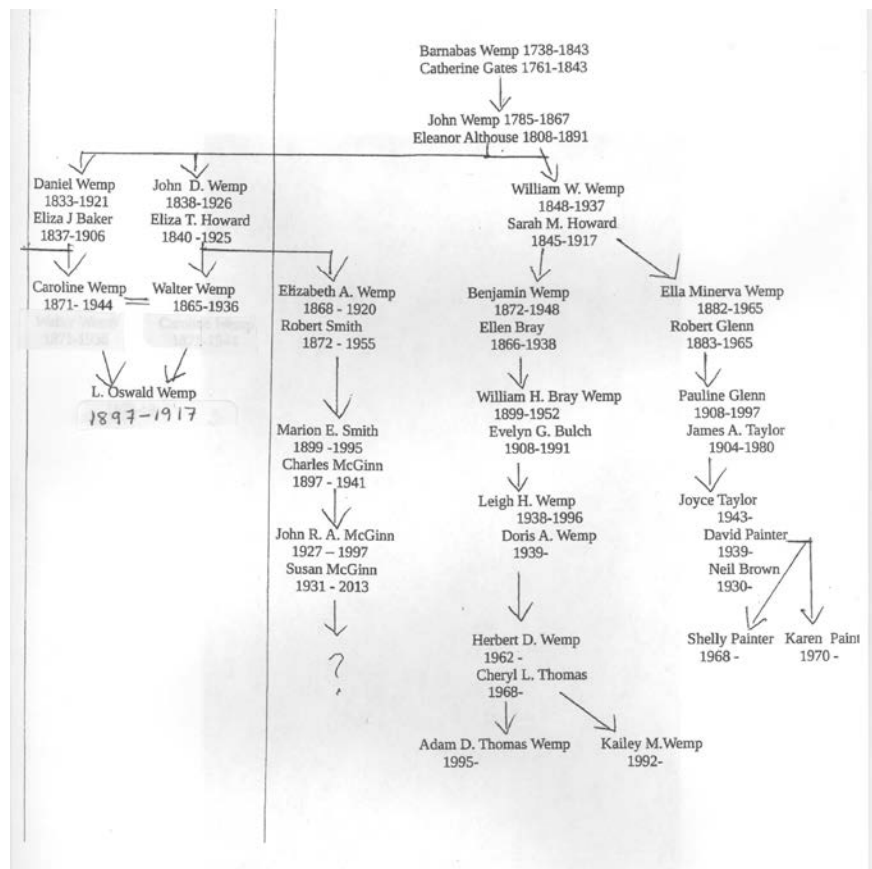 Barnabas Wemp 1738-1843
Catherine Gates 1761-1843
John Wemp 1785-1867
Eleanor Althouse 1808-1891
Daniel Wemp
1833-1921
Eliza J Baker
1837-1906
John D. Wemp
1838-1926
Eliza T. Howard
1840 -1925
William W. Wemp
1848-1937
Sarah M. Howard
1845-1917
Caroline Wemp
1871- 1944
Walter Wemp
1865-1936
Elizabeth A. Wemp
1868 - 1920
Robert Smith
1872 - 1955
Benjamin Wemp
1872-1948
Ellen Bray
1866-1938
Ella Minerva Wemp
1882-1965
Robert Glenn
1883-1965
L. Oswald Wemp
1897-1917
Marion E. Smith
1899 -1995
Charles McGinn
1897 - 1941
William H. Bray Wemp
1899-1952
Evelyn G. Bulch
1908-1991
Pauline Glenn
1908-1997
James A. Taylor
1904-1980
John R. A. McGinn
1927 – 1997
Susan McGinn
1931 - 2013
?
Leigh H. Wemp
1938-1996
Doris A. Wemp
1939-
Joyce Taylor
1943-
David Painter
1939-
Neil Brown
1930-
Herbert D. Wemp
1962 -
Cheryl L. Thomas
1968-
Shelly Painter
1968 -
Karen Paint
1970 -
Adam D. Thomas Wemp
1995-
Kailey M.Wemp
1992-